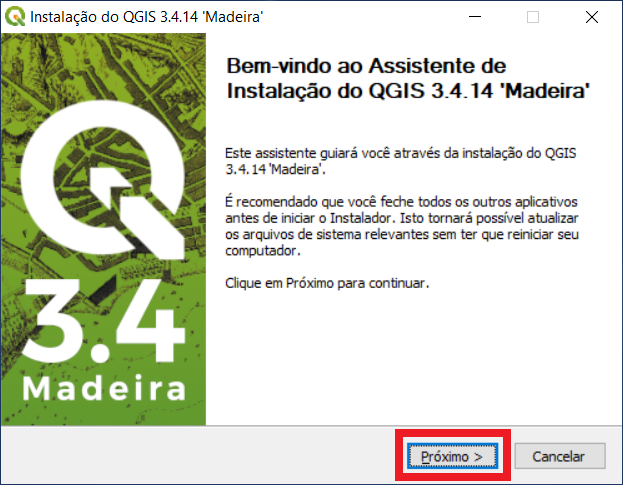 Instalação do QGIS 3.4.14 'Madeira'
Bem-vindo ao Assistente de
Instalação do QGIS 3.4.14 'Madeira'
Este assistente guiará você através da instalação do QGIS
3.4.14 'Madeira'.
É recomendado que você feche todos os outros aplicativos
antes de iniciar o Instalador. Isto tornará possível atualizar
os arquivos de sistema relevantes sem ter que reiniciar seu
computador.
Clique em Próximo para continuar.
3.4
Madeira
Próximo >
Cancelar